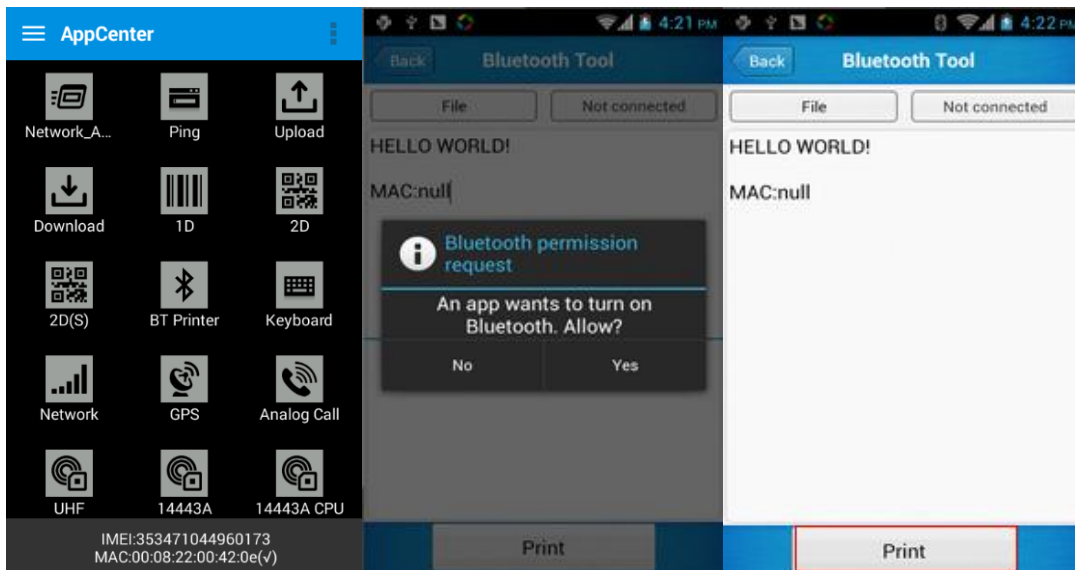 AppCenter
Network_A...
Ping
Upload
Download
1D
2D
2D(S)
BT Printer
Keyboard
Network
GPS
Analog Call
UHF
14443A
14443A CPU
IMEI:353471044960173
MAC:00:08:22:00:42:0e(√)
4:21 PM
Back
Bluetooth Tool
File
Not connected
HELLO WORLD!
MAC:null
Bluetooth permission
request
An app wants to turn on
Bluetooth. Allow?
No
Yes
Print
4:22 PM
Back
Bluetooth Tool
File
Not connected
HELLO WORLD!
MAC:null
Print